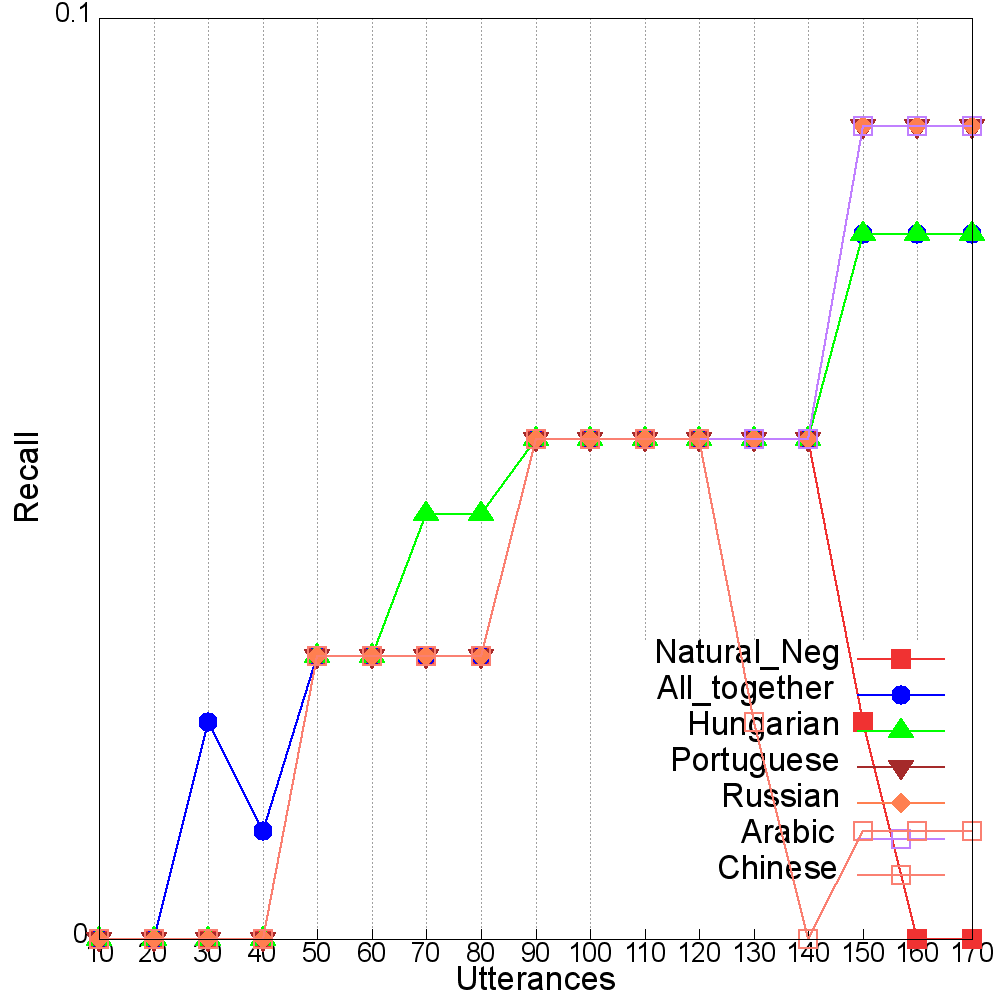 0.1
Recall
Natural_Neg
All_together
Hungarian
Portuguese
Russian
Arabic
Chinese
0
10 20 30 40 50 60 70 80 90 100 110 120 130 140 150 160 170
Utterances